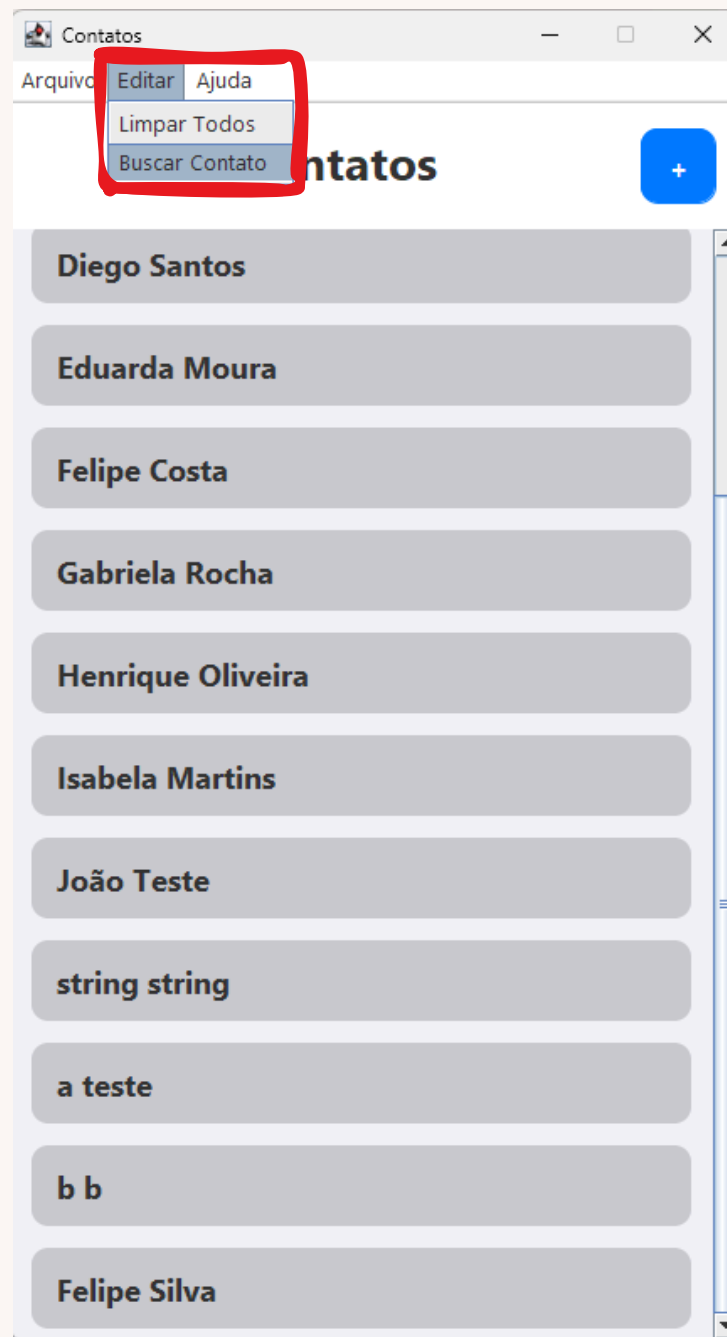 Contatos
Arquivo Editar Ajuda
Limpar Todos
Buscar Contato
ntatos
+
Diego Santos
Eduarda Moura
Felipe Costa
Gabriela Rocha
Henrique Oliveira
Isabela Martins
João Teste
string string
a teste
b b
Felipe Silva